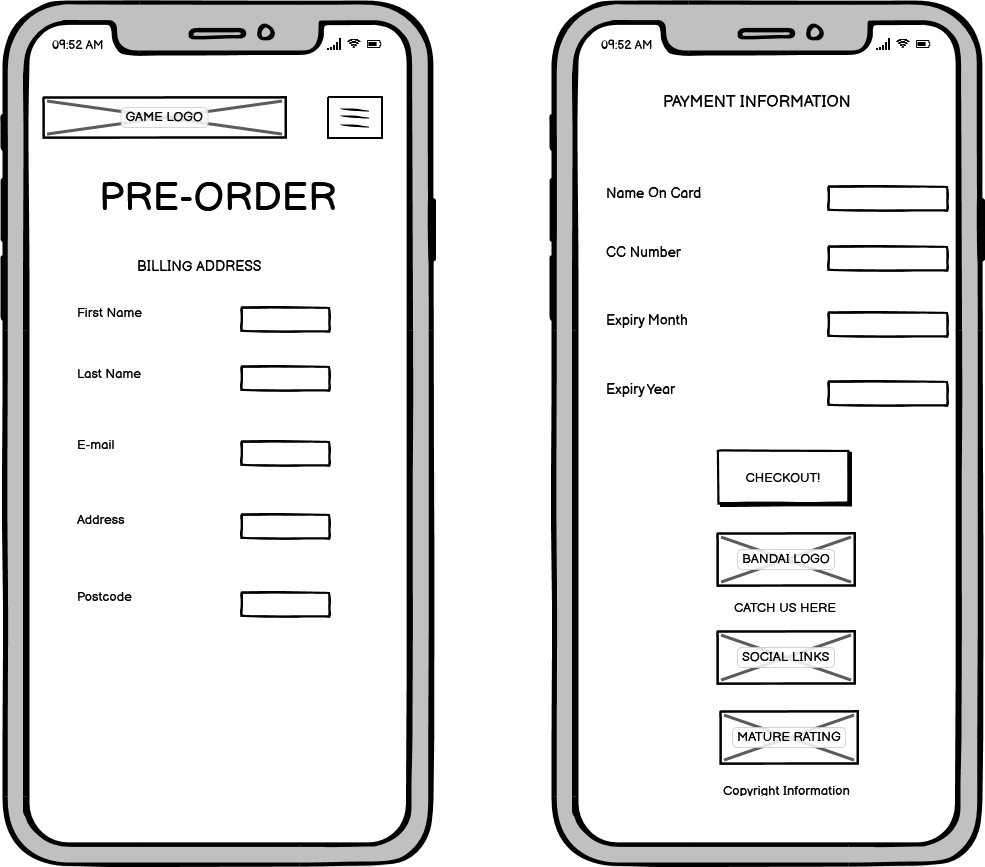 09:52 AM
GAME LOGO
PRE-ORDER
BILLING ADDRESS
First Name
Last Name
E-mail
Address
Postcode
09:52 AM
PAYMENT INFORMATION
Name On Card
CC Number
Expiry Month
Expiry Year
CHECKOUT!
BANDAI LOGO
CATCH US HERE
SOCIAL LINKS
MATURE RATING
Copyright Information